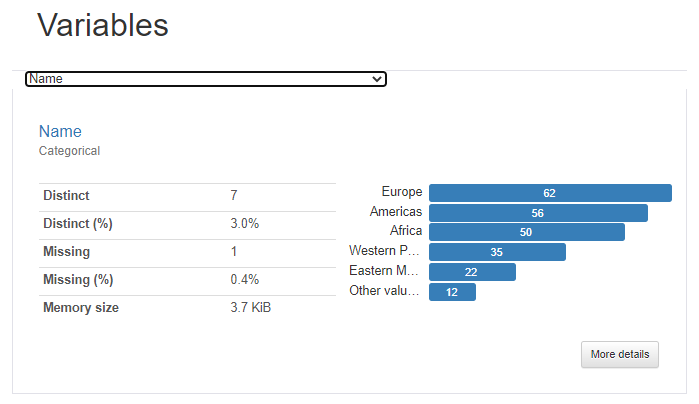 Variables
Name
Name
Categorical
Distinct 7
Distinct (%) 3.0%
Missing 1
Missing (%) 0.4%
Memory size 3.7 KiB
Europe 62
Americas 56
Africa 50
Western P... 35
Eastern M... 22
Other valu... 12
More details